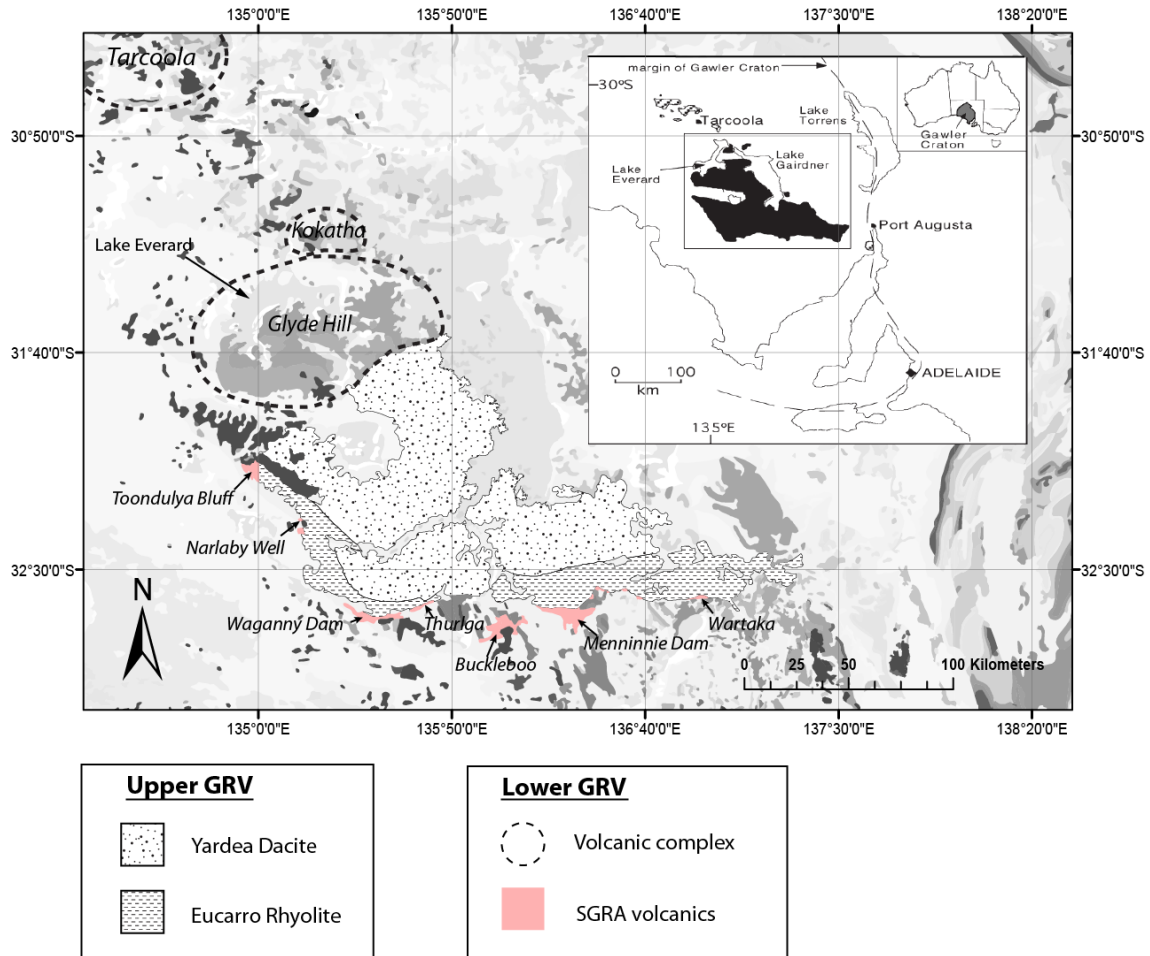 135°0'0"E
135°50'0"E
136°40'0"E
137°30'0"E
138°20'0"E
Tarcoola
margin of Gawler Craton
30ºS
Lake
Torrens
Tarcoola
Gawler
Craton
30°50'0"S
30°50'0"S
Lake
Gairdner
Lake
Everard
Kokatha
Port Augusta
Lake Everard
Glyde Hill
31°40'0"S
31°40'0"S
0 100
km
ADELAIDE
135ºE
Toondulya Bluff
Narlaby Well
32°30'0"S
32°30'0"S
N
Waganny Dam
Thurlga
Wartaka
Menninnie Dam
Buckleboo
0 25 50 100 Kilometers
135°0'0"E
135°50'0"E
136°40'0"E
137°30'0"E
138°20'0"E
Upper GRV
Yardea Dacite
Eucarro Rhyolite
Lower GRV
Volcanic complex
SGRA volcanics